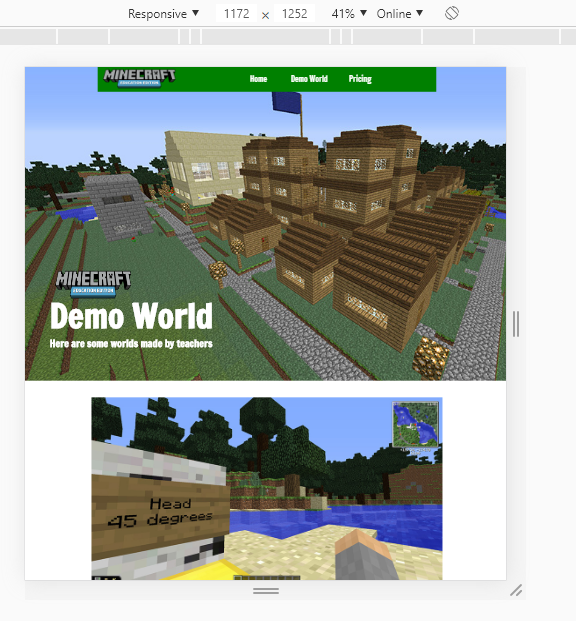 Responsive ▼ 1172 × 1252 41% ▼ Online ▼
MINECRAFT
EDUCATION EDITION
Home Demo World Pricing
MINECRAFT
EDUCATION EDITION
Demo World
Here are some worlds made by teachers
Head
45 degrees